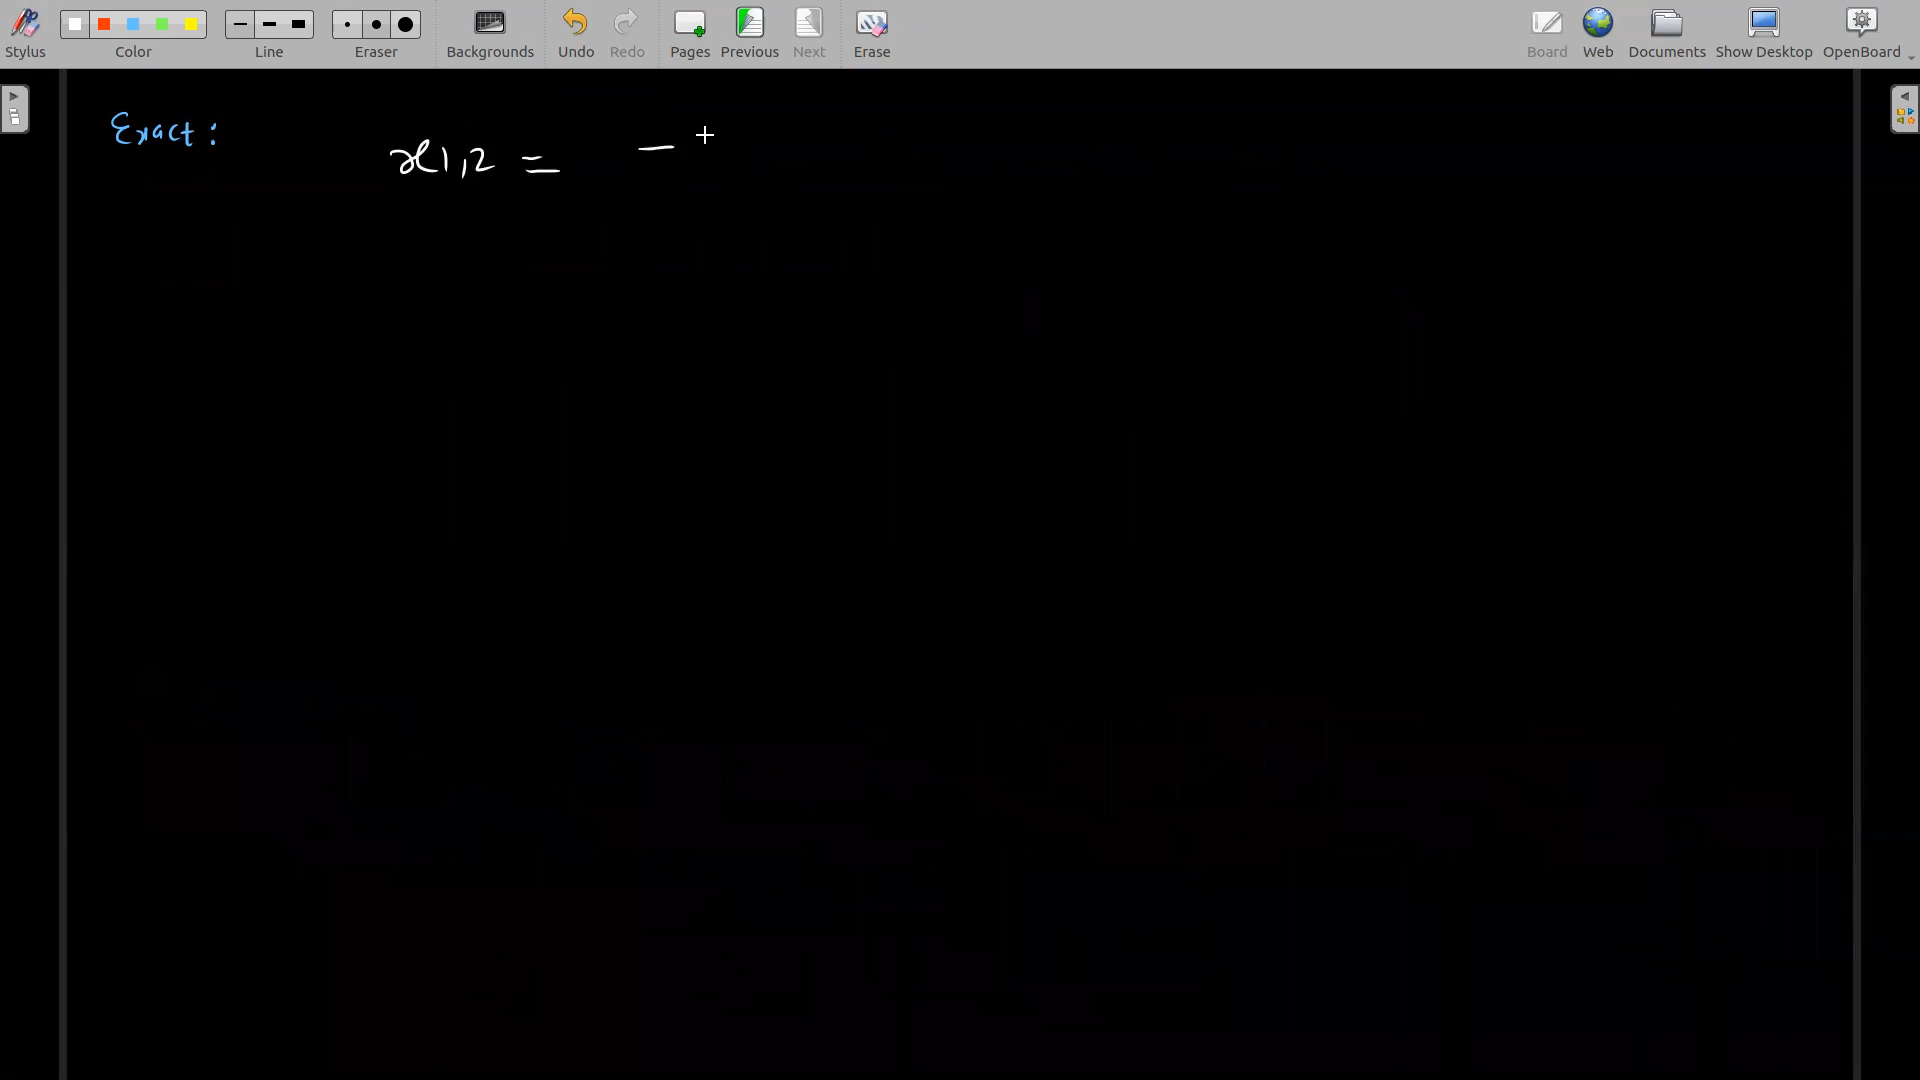 Stylus Color Line Eraser Backgrounds Undo Redo Pages Previous Next Erase Board Web Documents Show Desktop OpenBoard
Exact:
x1,2 = −